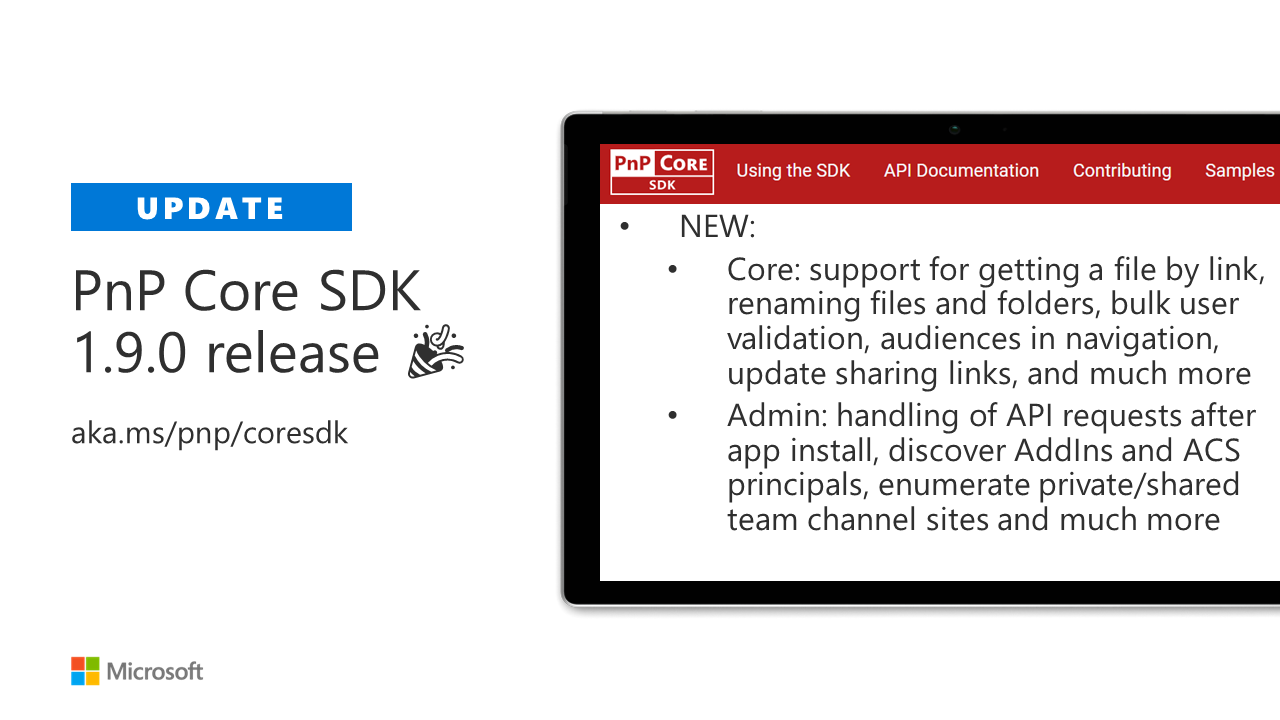 UPDATE
PnP Core SDK
1.9.0 release
aka.ms/pnp/coresdk
Microsoft
PnP CORE
SDK
Using the SDK API Documentation Contributing Samples
• NEW:
• Core: support for getting a file by link,
renaming files and folders, bulk user
validation, audiences in navigation,
update sharing links, and much more
• Admin: handling of API requests after
app install, discover AddIns and ACS
principals, enumerate private/shared
team channel sites and much more